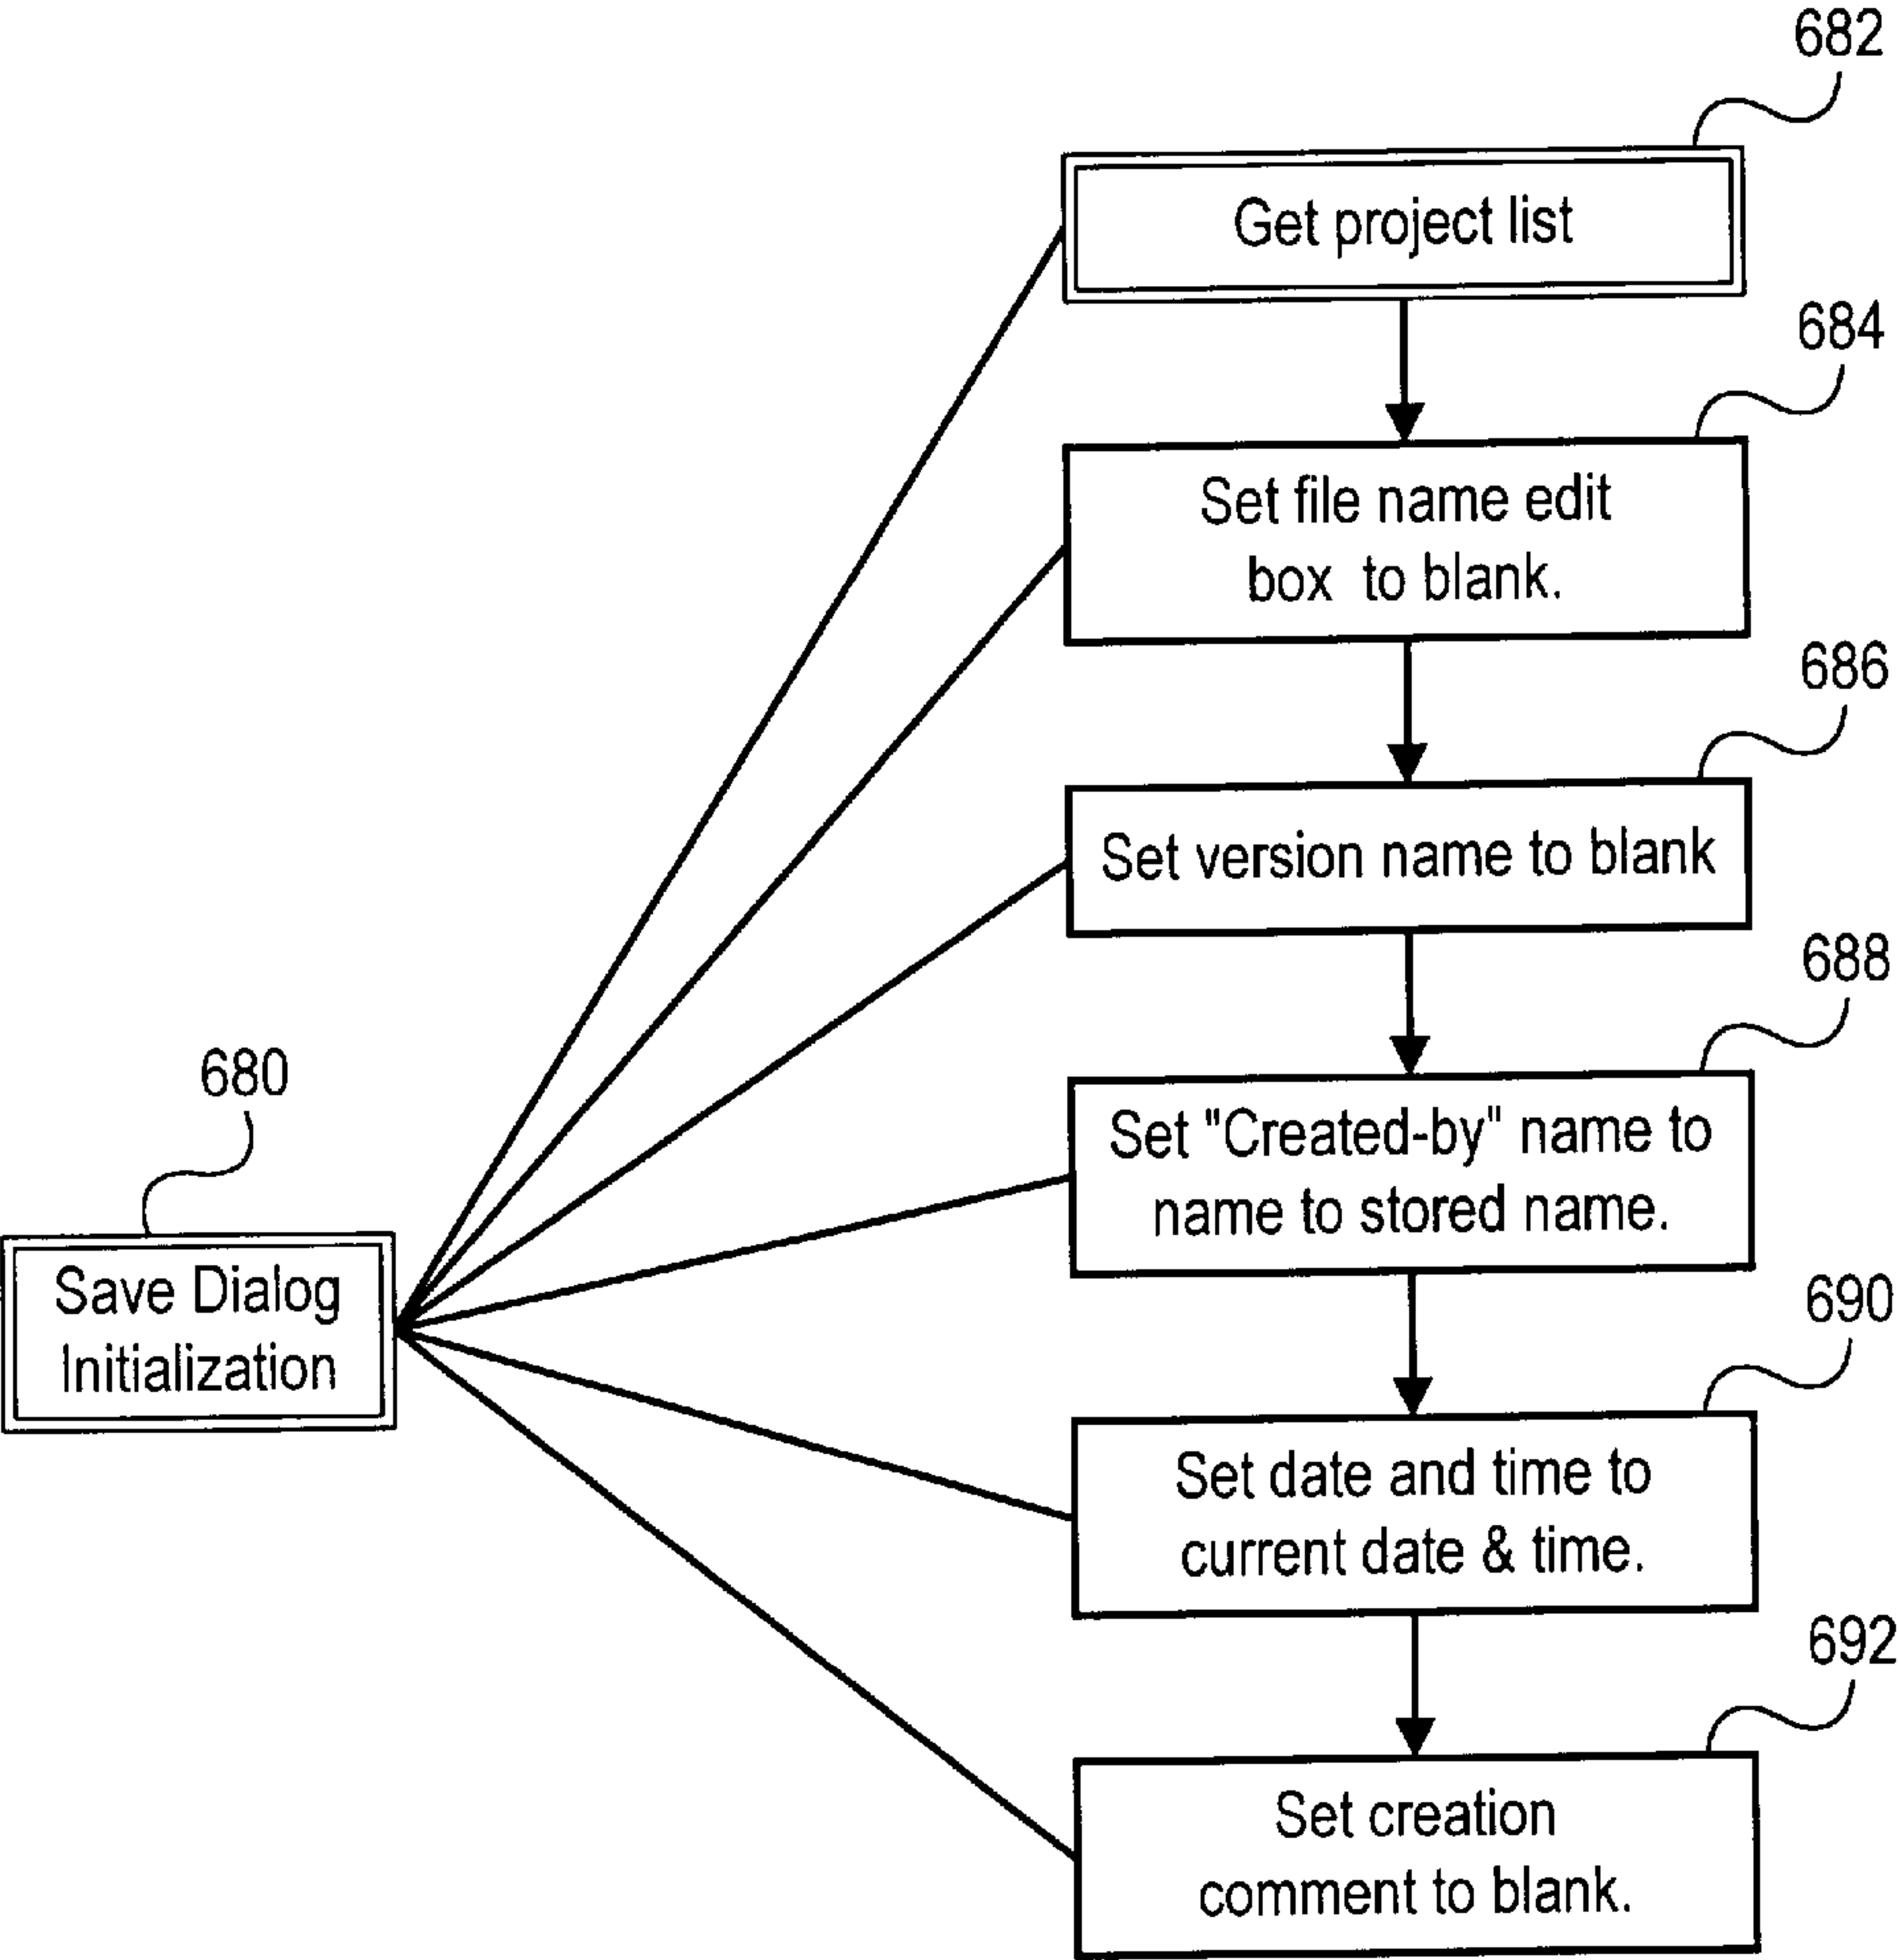 682
Get project list
684
Set file name edit
box to blank.
686
Set version name to blank
688
Set "Created-by" name to
name to stored name.
680
Save Dialog
Initialization
690
Set date and time to
current date & time.
692
Set creation
comment to blank.